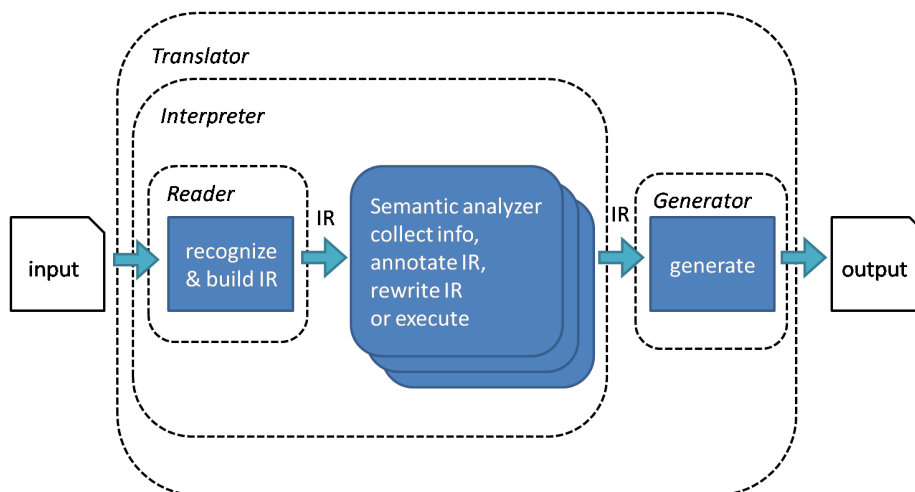 Translator
Interpreter
Reader
IR
Semantic analyzer
collect info,
annotate IR,
rewrite IR
or execute
IR
Generator
input
recognize
& build IR
generate
output